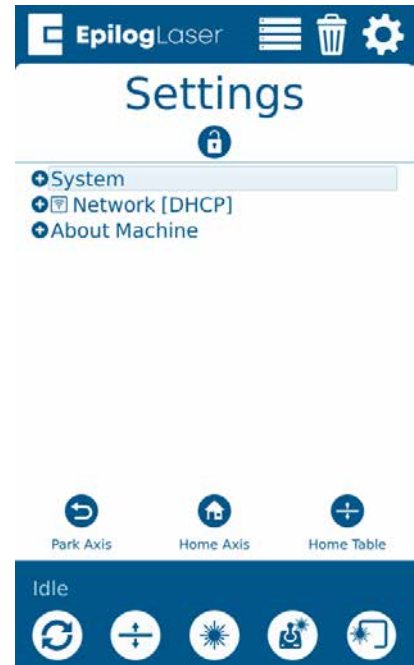 EpilogLaser
Settings
System
Network [DHCP]
About Machine
Park Axis
Home Axis
Home Table
Idle